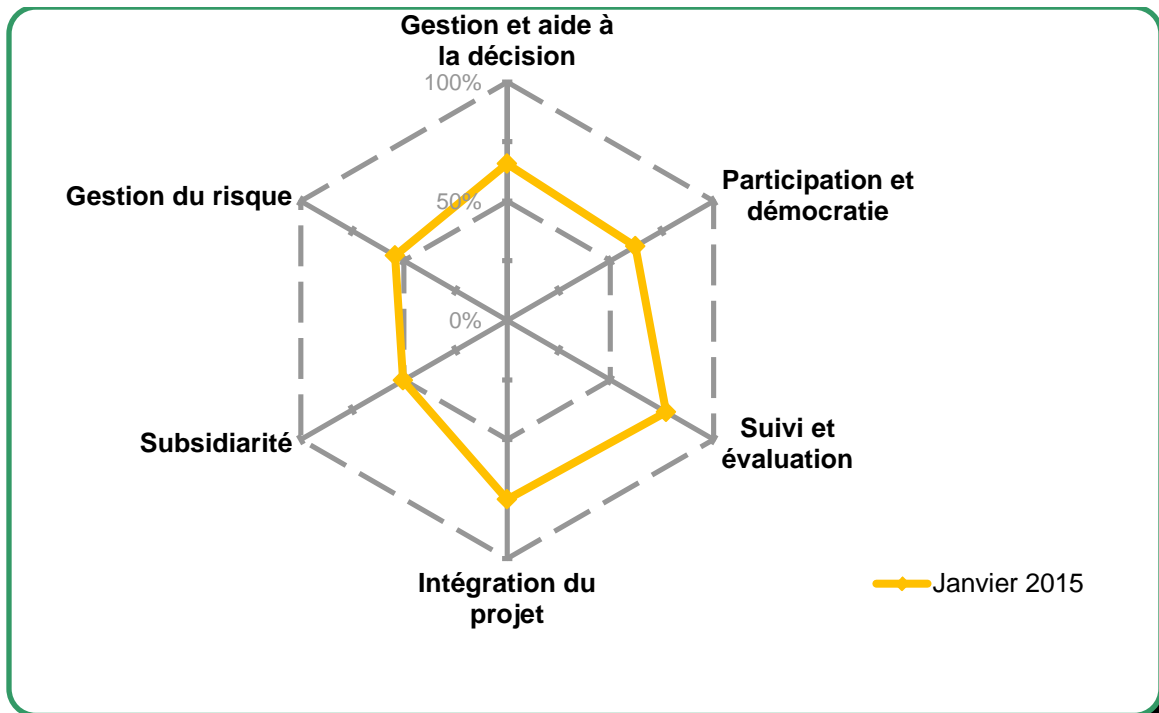 Gestion et aide à
la décision
100%
Gestion du risque
Participation et
démocratie
50%
0%
Subsidiarité
Suivi et
évaluation
Intégration du
projet
Janvier 2015